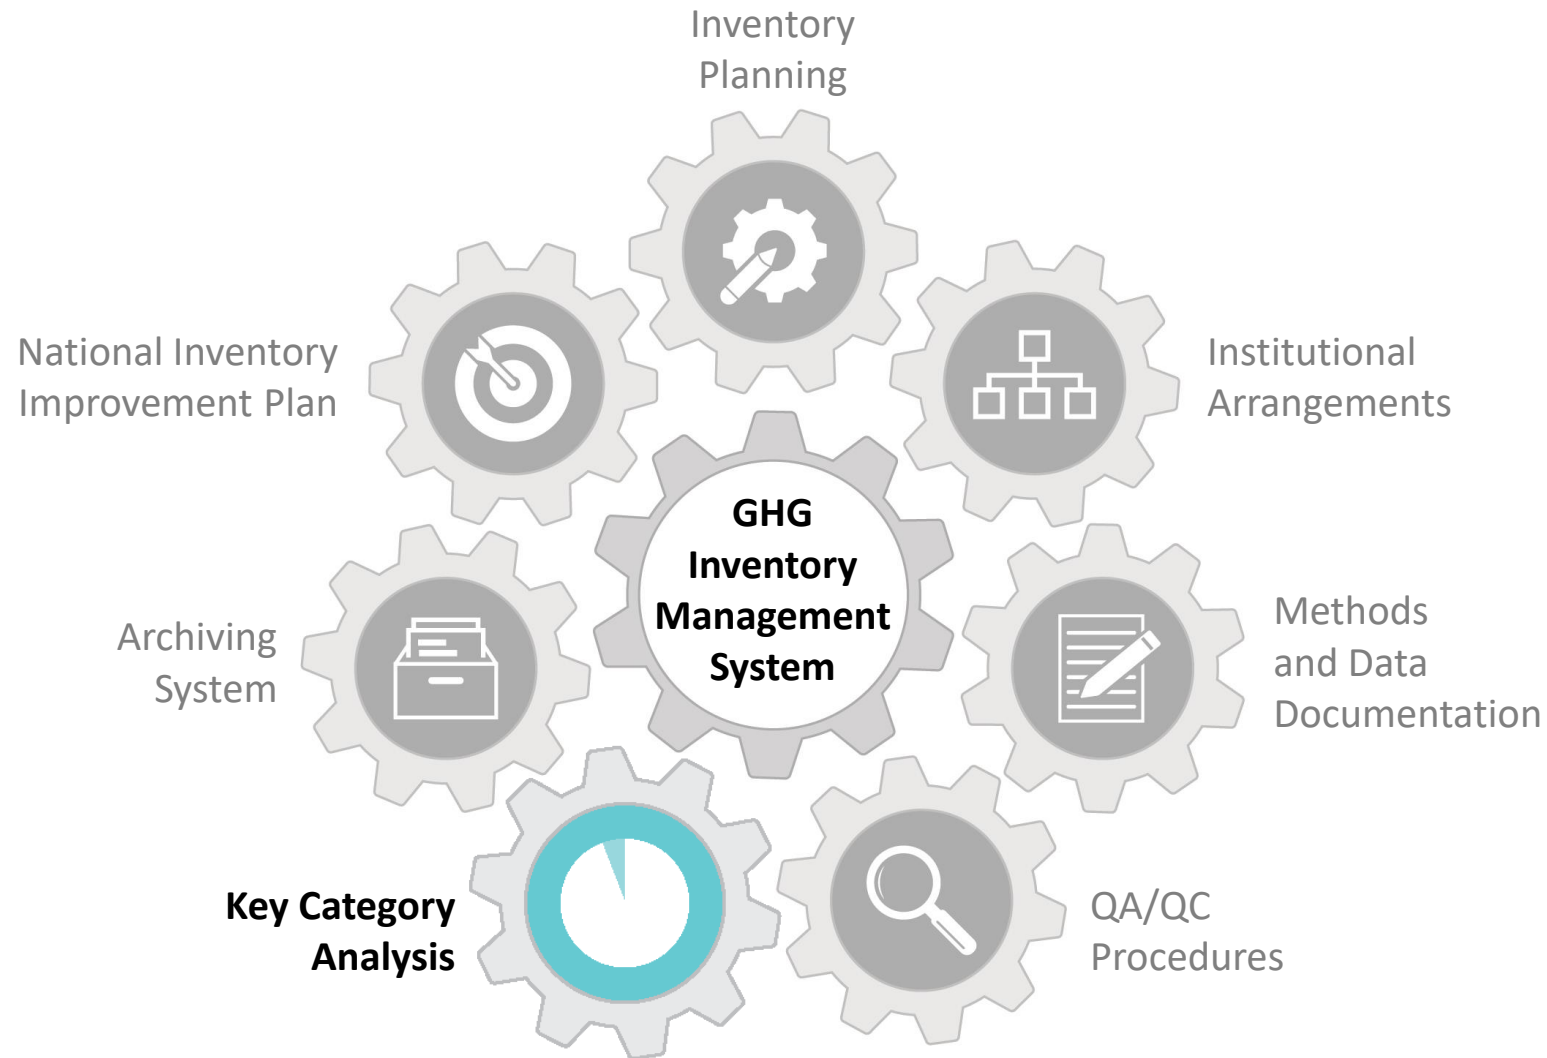 Inventory
Planning
National Inventory
Improvement Plan
Institutional
Arrangements
GHG
Inventory
Management
System
Archiving
System
Methods
and Data
Documentation
Key Category
Analysis
QA/QC
Procedures